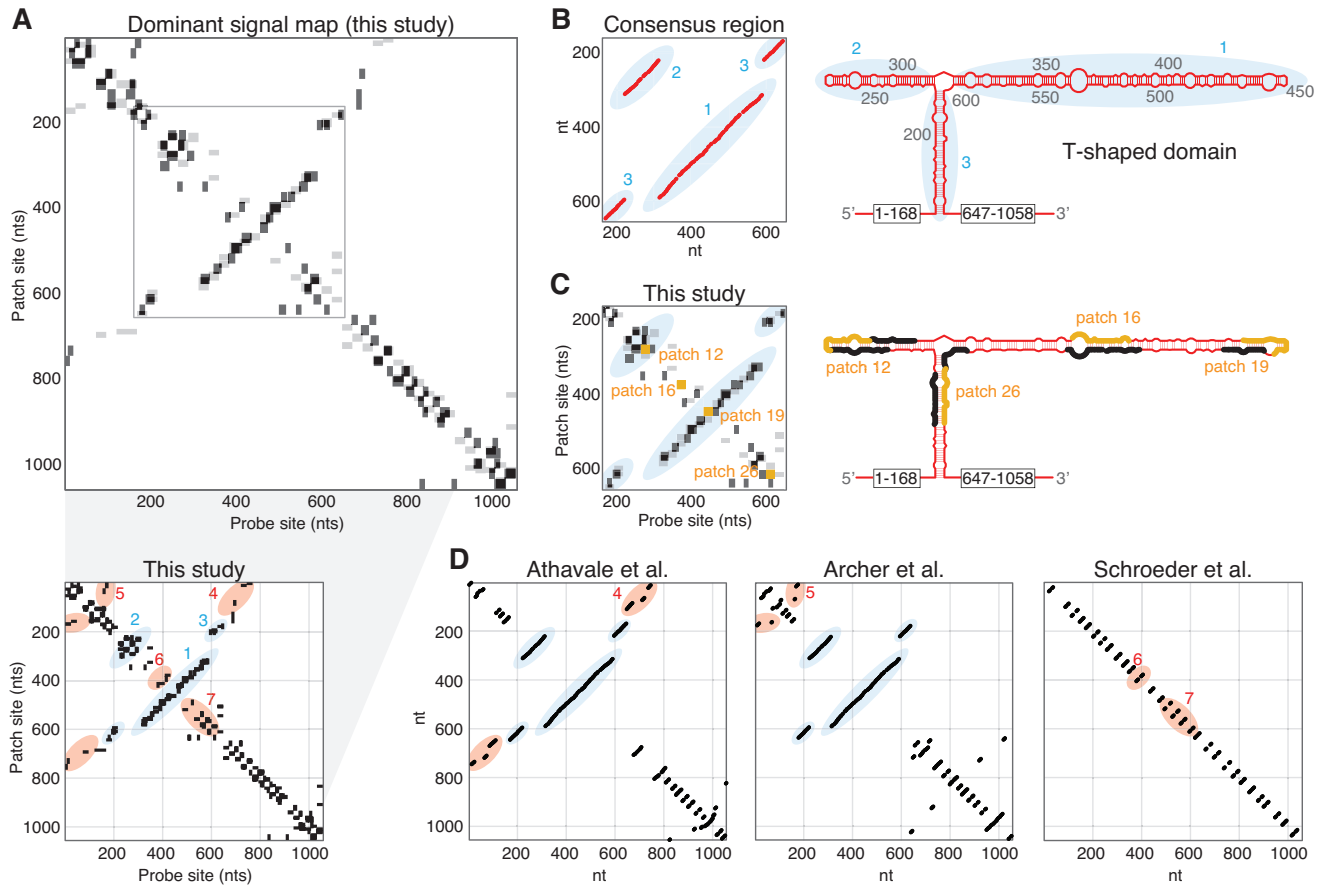 A
Dominant signal map (this study)
Patch site (nts)
200
400
600
800
1000
200
400
600
800
1000
Probe site (nts)
B
Consensus region
nt
200
400
600
2
3
1
3
200
400
600
nt
2
300
250
350
400
1
600
550
500
450
200
3
T-shaped domain
5'
1-168
647-1058
3'
C
This study
Patch site (nts)
200
400
600
patch 12
patch 16
patch 19
patch 26
200
400
600
Probe site (nts)
patch 16
patch 12
patch 19
patch 26
5'
1-168
647-1058
3'
This study
Patch site (nts)
200
400
600
800
1000
5
4
2
3
6
1
7
200
400
600
800
1000
Probe site (nts)
D
Athavale et al.
nt
200
400
600
800
1000
4
200
400
600
800
1000
nt
Archer et al.
5
200
400
600
800
1000
nt
Schroeder et al.
6
7
200
400
600
800
1000
nt